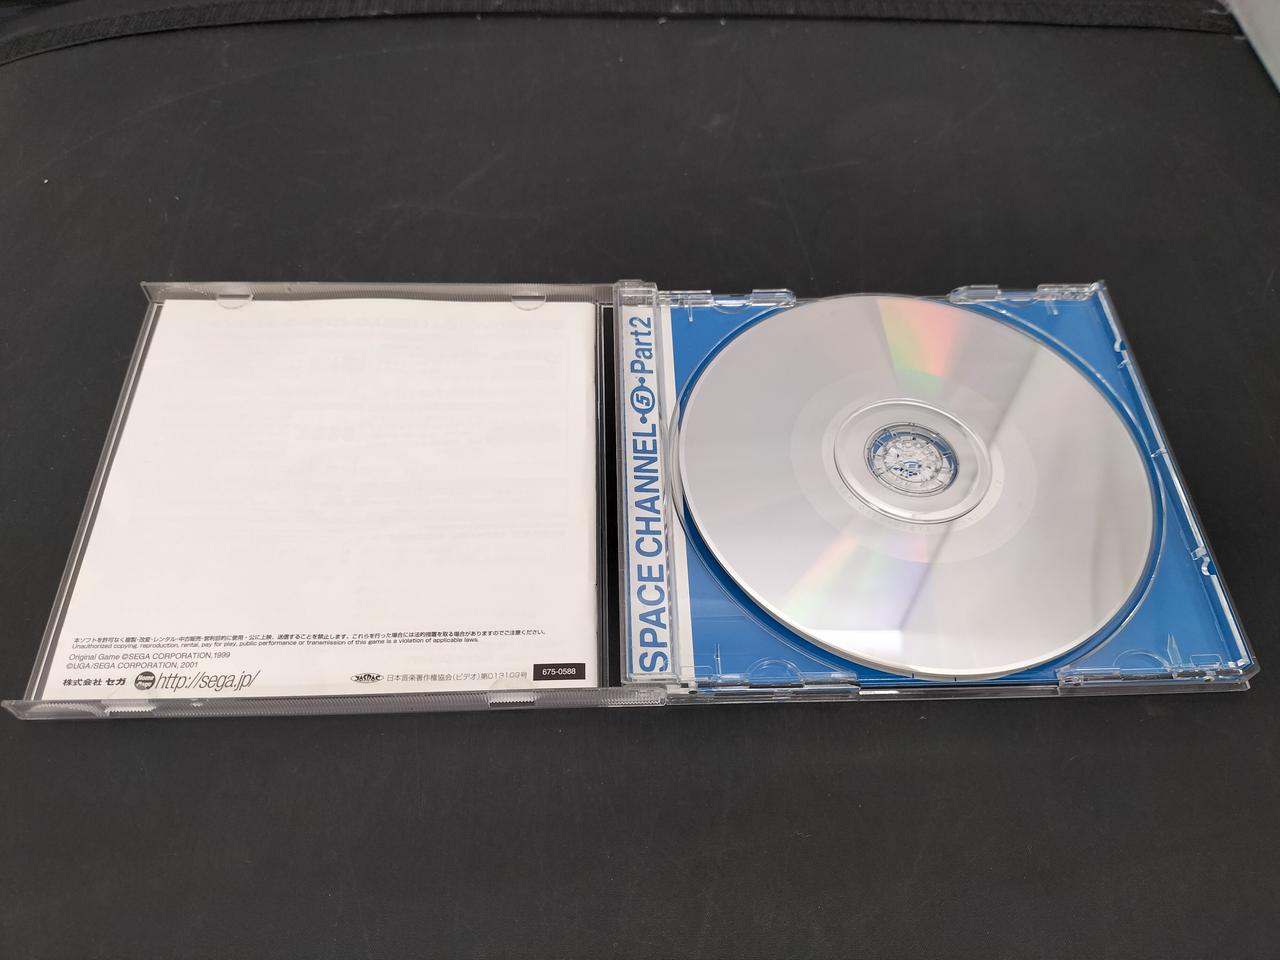 本ソフトを許可なく複製・改変・レンタル・中古販売・営利目的に使用・公に上映、送信することを禁止します。これらを行った場合には法的措置を取る場合がありますのでご注意ください。
Unauthorized copying, reproduction, rental, pay for play, public performance or transmission of this game is a violation of applicable laws.
Original Game ©SEGA CORPORATION, 1999
©UGA/SEGA CORPORATION, 2001
株式会社 セガ Home Page http://sega.jp/
JASRAC 日本音楽著作権協会(ビデオ)第013103号
675-0588
SPACE CHANNEL・5・Part2